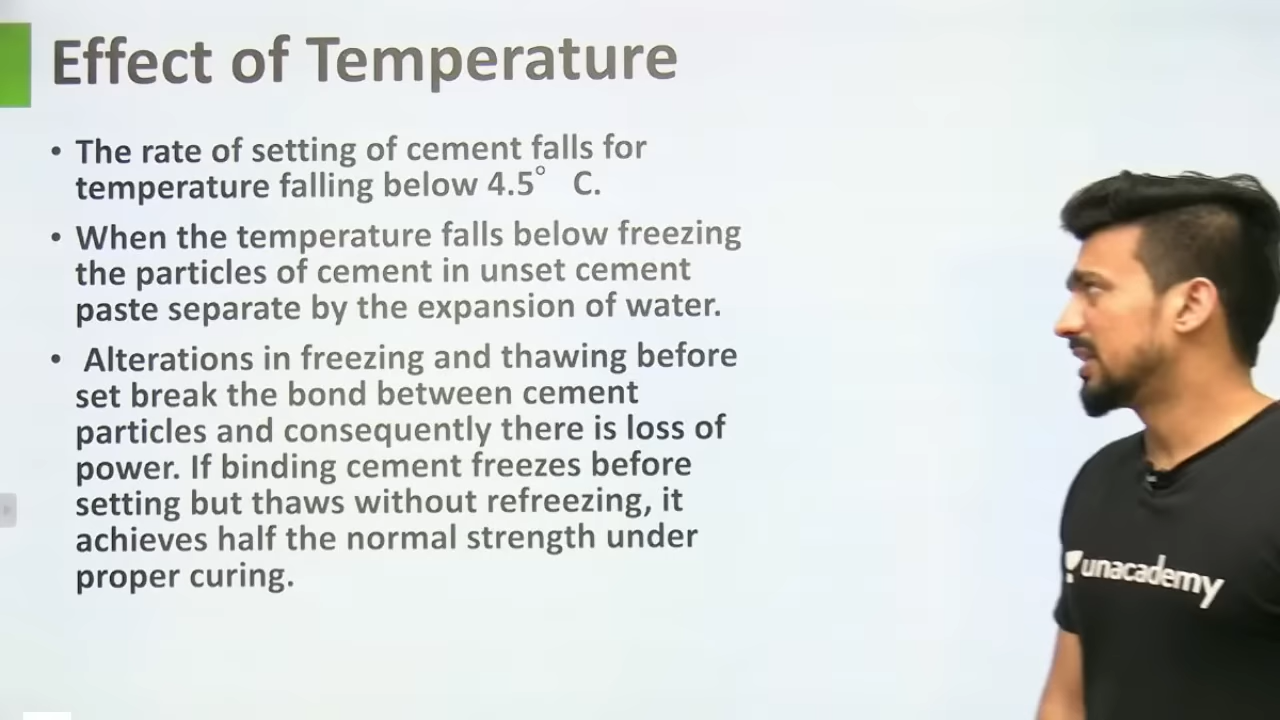 Effect of Temperature
• The rate of setting of cement falls for
temperature falling below 4.5° C.
• When the temperature falls below freezing
the particles of cement in unset cement
paste separate by the expansion of water.
• Alterations in freezing and thawing before
set break the bond between cement
particles and consequently there is loss of
power. If binding cement freezes before
setting but thaws without refreezing, it
achieves half the normal strength under
proper curing.
unacademy